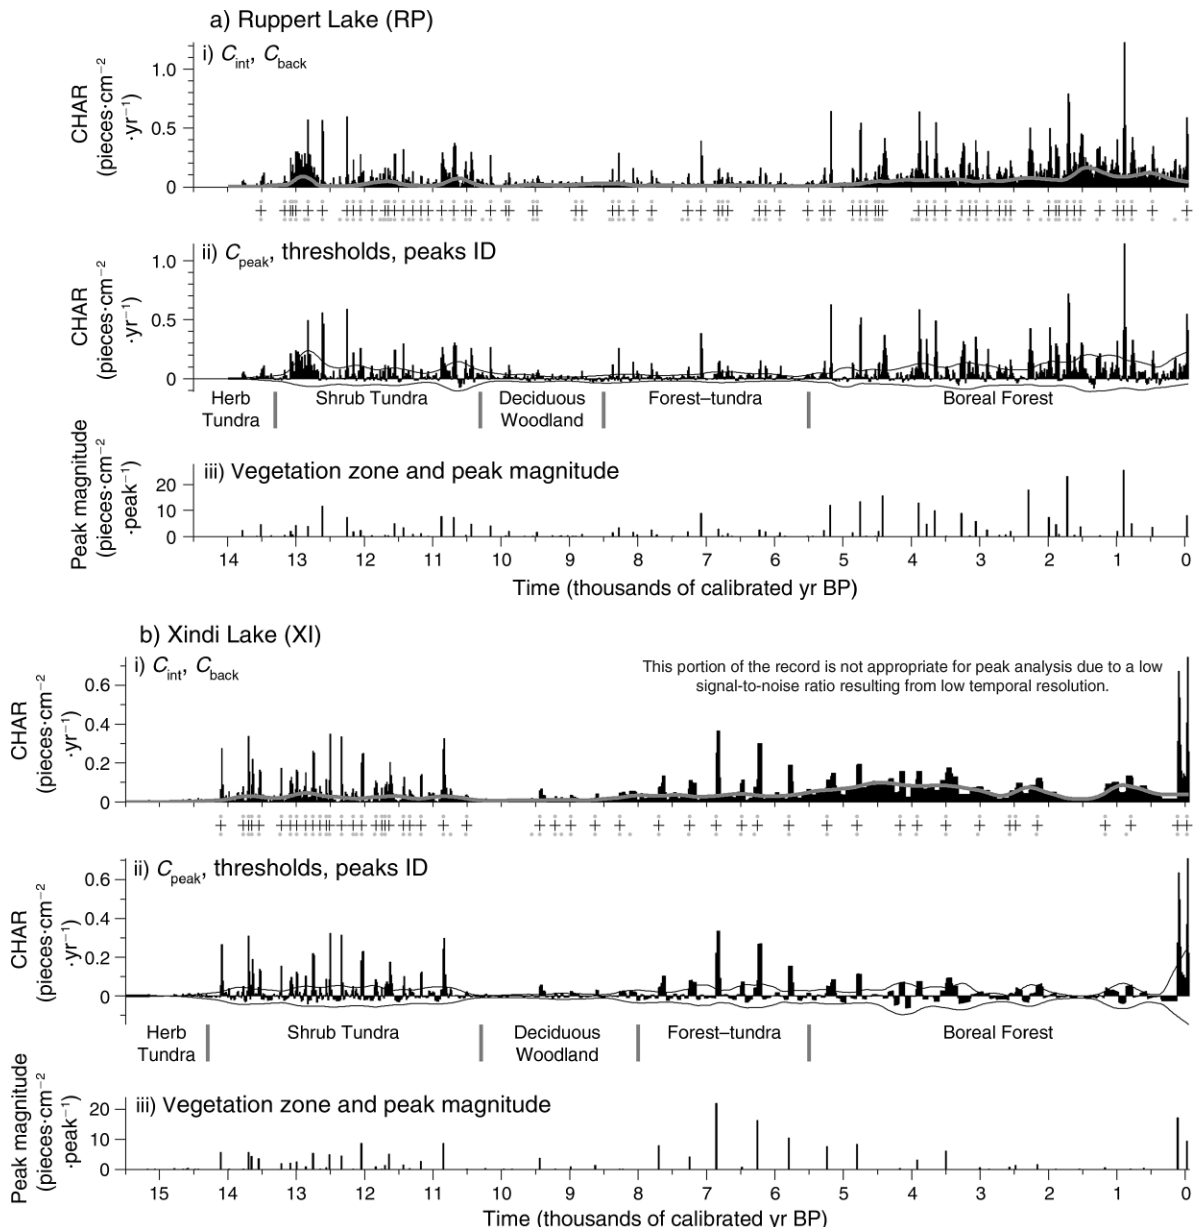 a) Ruppert Lake (RP)
i) Cint, Cback
CHAR
(pieces·cm−2
·yr−1)
1.0
0.5
0
ii) Cpeak, thresholds, peaks ID
CHAR
(pieces·cm−2
·yr−1)
1.0
0.5
0
Herb
Tundra
Shrub Tundra
Deciduous
Woodland
Forest–tundra
Boreal Forest
iii) Vegetation zone and peak magnitude
Peak magnitude
(pieces·cm−2
·peak−1)
20
10
0
14 13 12 11 10 9 8 7 6 5 4 3 2 1 0
Time (thousands of calibrated yr BP)
b) Xindi Lake (XI)
i) Cint, Cback
This portion of the record is not appropriate for peak analysis due to a low
signal-to-noise ratio resulting from low temporal resolution.
CHAR
(pieces·cm−2
·yr−1)
0.6
0.4
0.2
0
ii) Cpeak, thresholds, peaks ID
CHAR
(pieces·cm−2
·yr−1)
0.6
0.4
0.2
0
Herb
Tundra
Shrub Tundra
Deciduous
Woodland
Forest–tundra
Boreal Forest
iii) Vegetation zone and peak magnitude
Peak magnitude
(pieces·cm−2
·peak−1)
20
10
0
15 14 13 12 11 10 9 8 7 6 5 4 3 2 1 0
Time (thousands of calibrated yr BP)